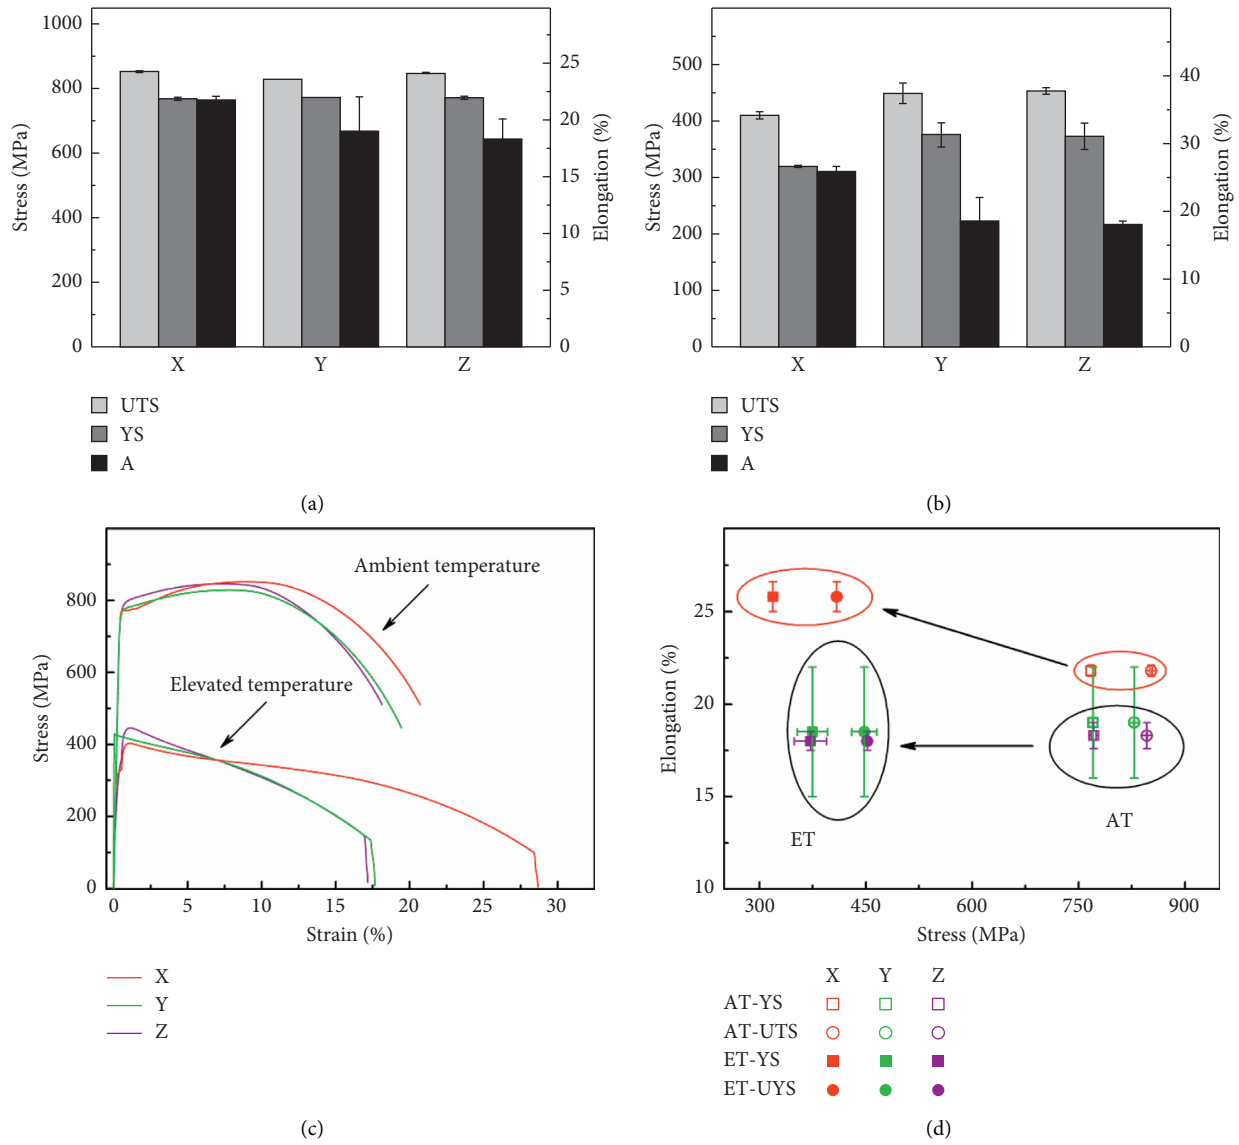 1000
800
600
400
200
0
Stress (MPa)
25
20
15
10
5
0
Elongation (%)
X Y Z
UTS
YS
A
(a)
500
400
300
200
100
0
Stress (MPa)
40
30
20
10
0
Elongation (%)
X Y Z
UTS
YS
A
(b)
800
600
400
200
0
Stress (MPa)
Ambient temperature
Elevated temperature
0 5 10 15 20 25 30
Strain (%)
X
Y
Z
(c)
25
20
15
10
Elongation (%)
ET
AT
300 450 600 750 900
Stress (MPa)
X Y Z
AT-YS
AT-UTS
ET-YS
ET-UYS
(d)